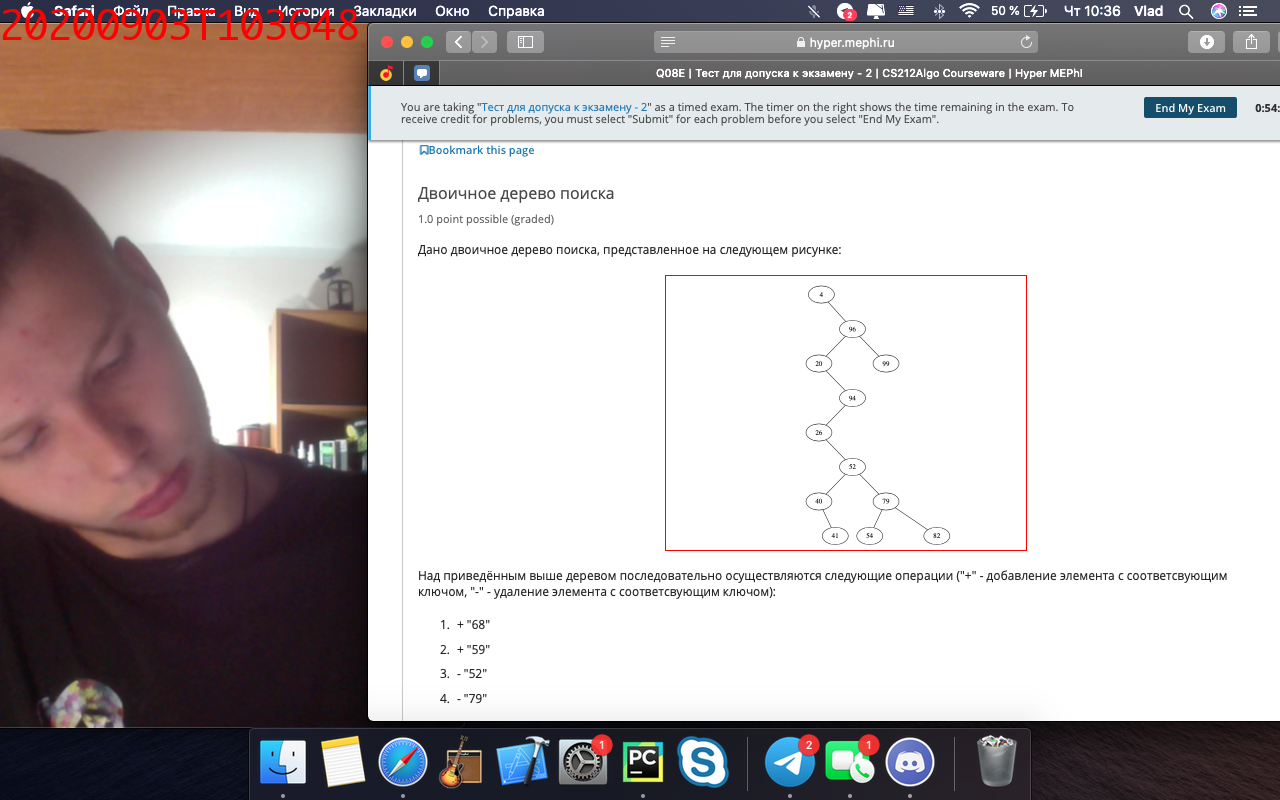 20200903T103648
Safari Файл Правка Вид История Закладки Окно Справка
2 50 % Чт 10:36 Vlad
hyper.mephi.ru
Q08E | Тест для допуска к экзамену - 2 | CS212Algo Courseware | Hyper MEPhI
You are taking "Тест для допуска к экзамену - 2" as a timed exam. The timer on the right shows the time remaining in the exam. To
receive credit for problems, you must select "Submit" for each problem before you select "End My Exam".
End My Exam
0:54:
Bookmark this page
Двоичное дерево поиска
1.0 point possible (graded)
Дано двоичное дерево поиска, представленное на следующем рисунке:
4
96
20 99
94
26
52
40 79
41 54 82
Над приведённым выше деревом последовательно осуществляются следующие операции ("+" - добавление элемента с соответсвующим
ключом, "-" - удаление элемента с соответсвующим ключом):
1. + "68"
2. + "59"
3. - "52"
4. - "79"
1
PC
2
1